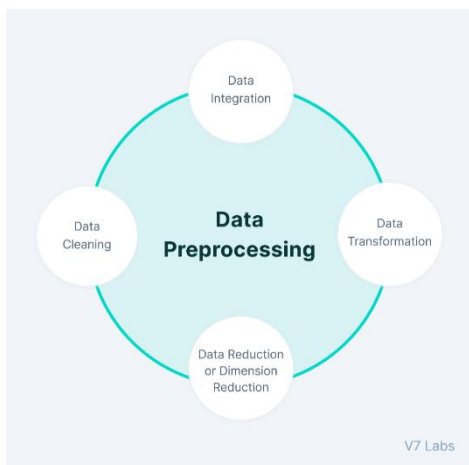 Data
Integration
Data
Cleaning
Data
Preprocessing
Data
Transformation
Data Reduction
or Dimension
Reduction
V7 Labs